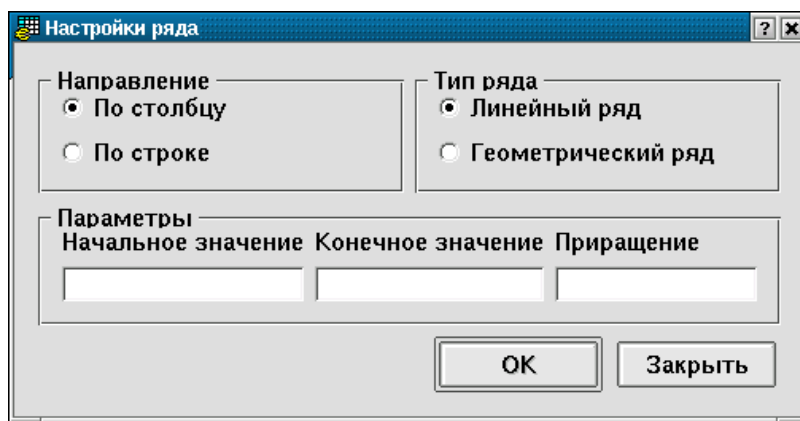 Настройки ряда
Направление
По столбцу
По строке
Тип ряда
Линейный ряд
Геометрический ряд
Параметры
Начальное значение Конечное значение Приращение
OK Закрыть